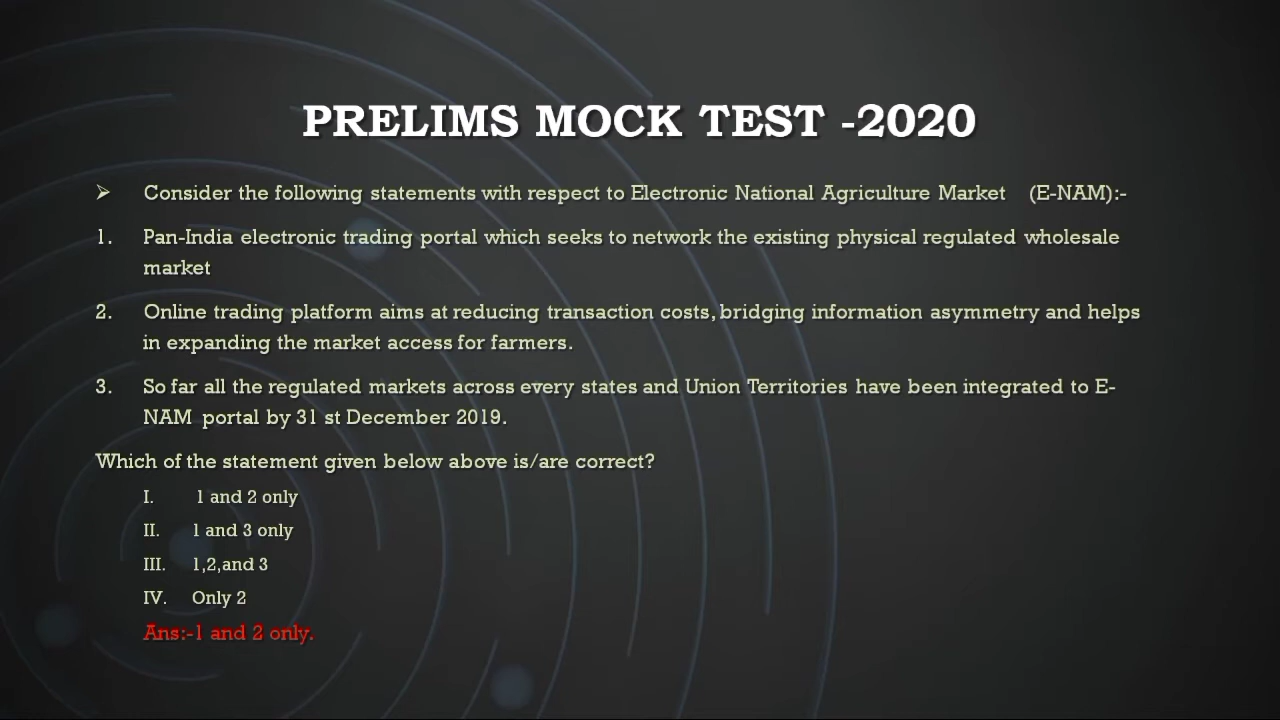 PRELIMS MOCK TEST -2020
➢ Consider the following statements with respect to Electronic National Agriculture Market (E-NAM):-
1. Pan-India electronic trading portal which seeks to network the existing physical regulated wholesale
market
2. Online trading platform aims at reducing transaction costs, bridging information asymmetry and helps
in expanding the market access for farmers.
3. So far all the regulated markets across every states and Union Territories have been integrated to E-
NAM portal by 31 st December 2019.
Which of the statement given below above is/are correct?
I. 1 and 2 only
II. 1 and 3 only
III. 1,2,and 3
IV. Only 2
Ans:-1 and 2 only.